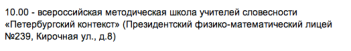 10.00 - всероссийская методическая школа учителей словесности
«Петербургский контекст» (Президентский физико-математический лицей
№239, Кирочная ул., д.8)